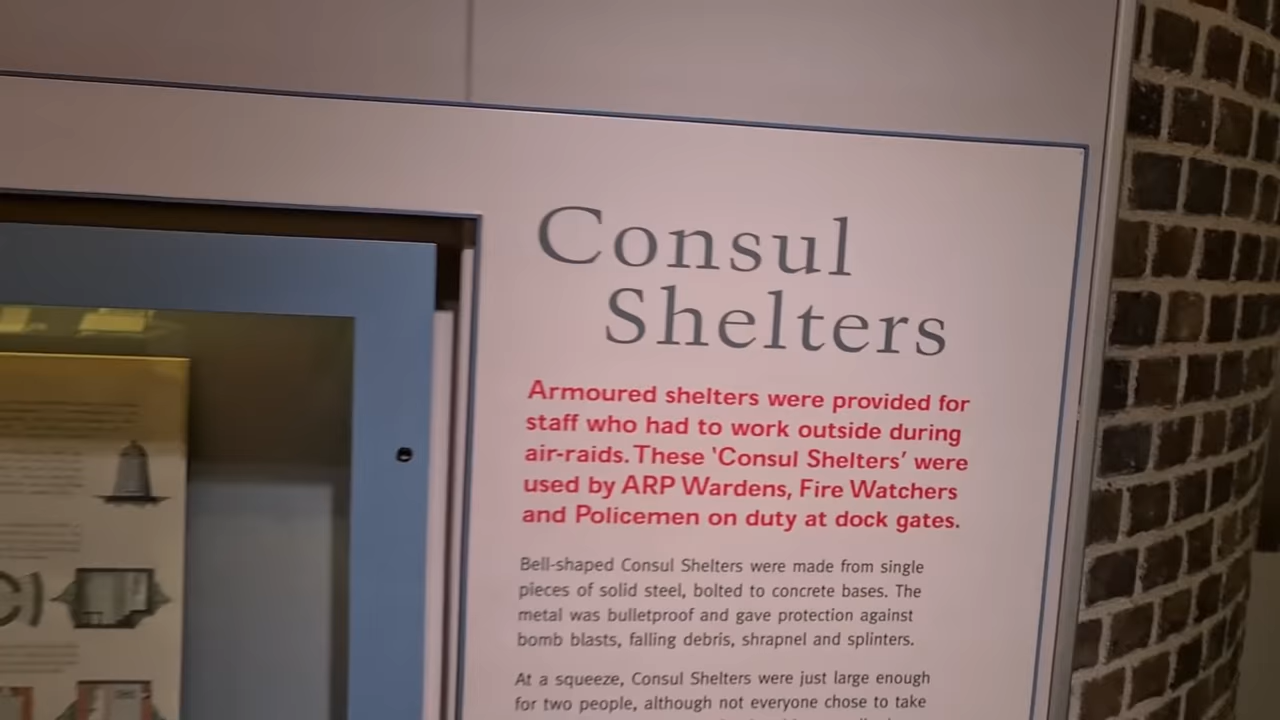 Consul
Shelters
Armoured shelters were provided for
staff who had to work outside during
air-raids. These ‘Consul Shelters’ were
used by ARP Wardens, Fire Watchers
and Policemen on duty at dock gates.
Bell-shaped Consul Shelters were made from single
pieces of solid steel, bolted to concrete bases. The
metal was bulletproof and gave protection against
bomb blasts, falling debris, shrapnel and splinters.
At a squeeze, Consul Shelters were just large enough
for two people, although not everyone chose to take